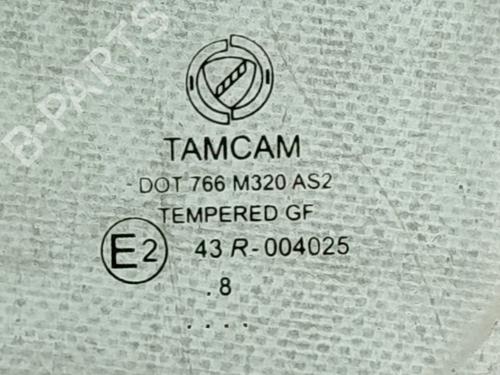 B-PARTS
TAMCAM
DOT 766 M320 AS2
TEMPERED GF
E2 43 R-004025
. 8
. . . .